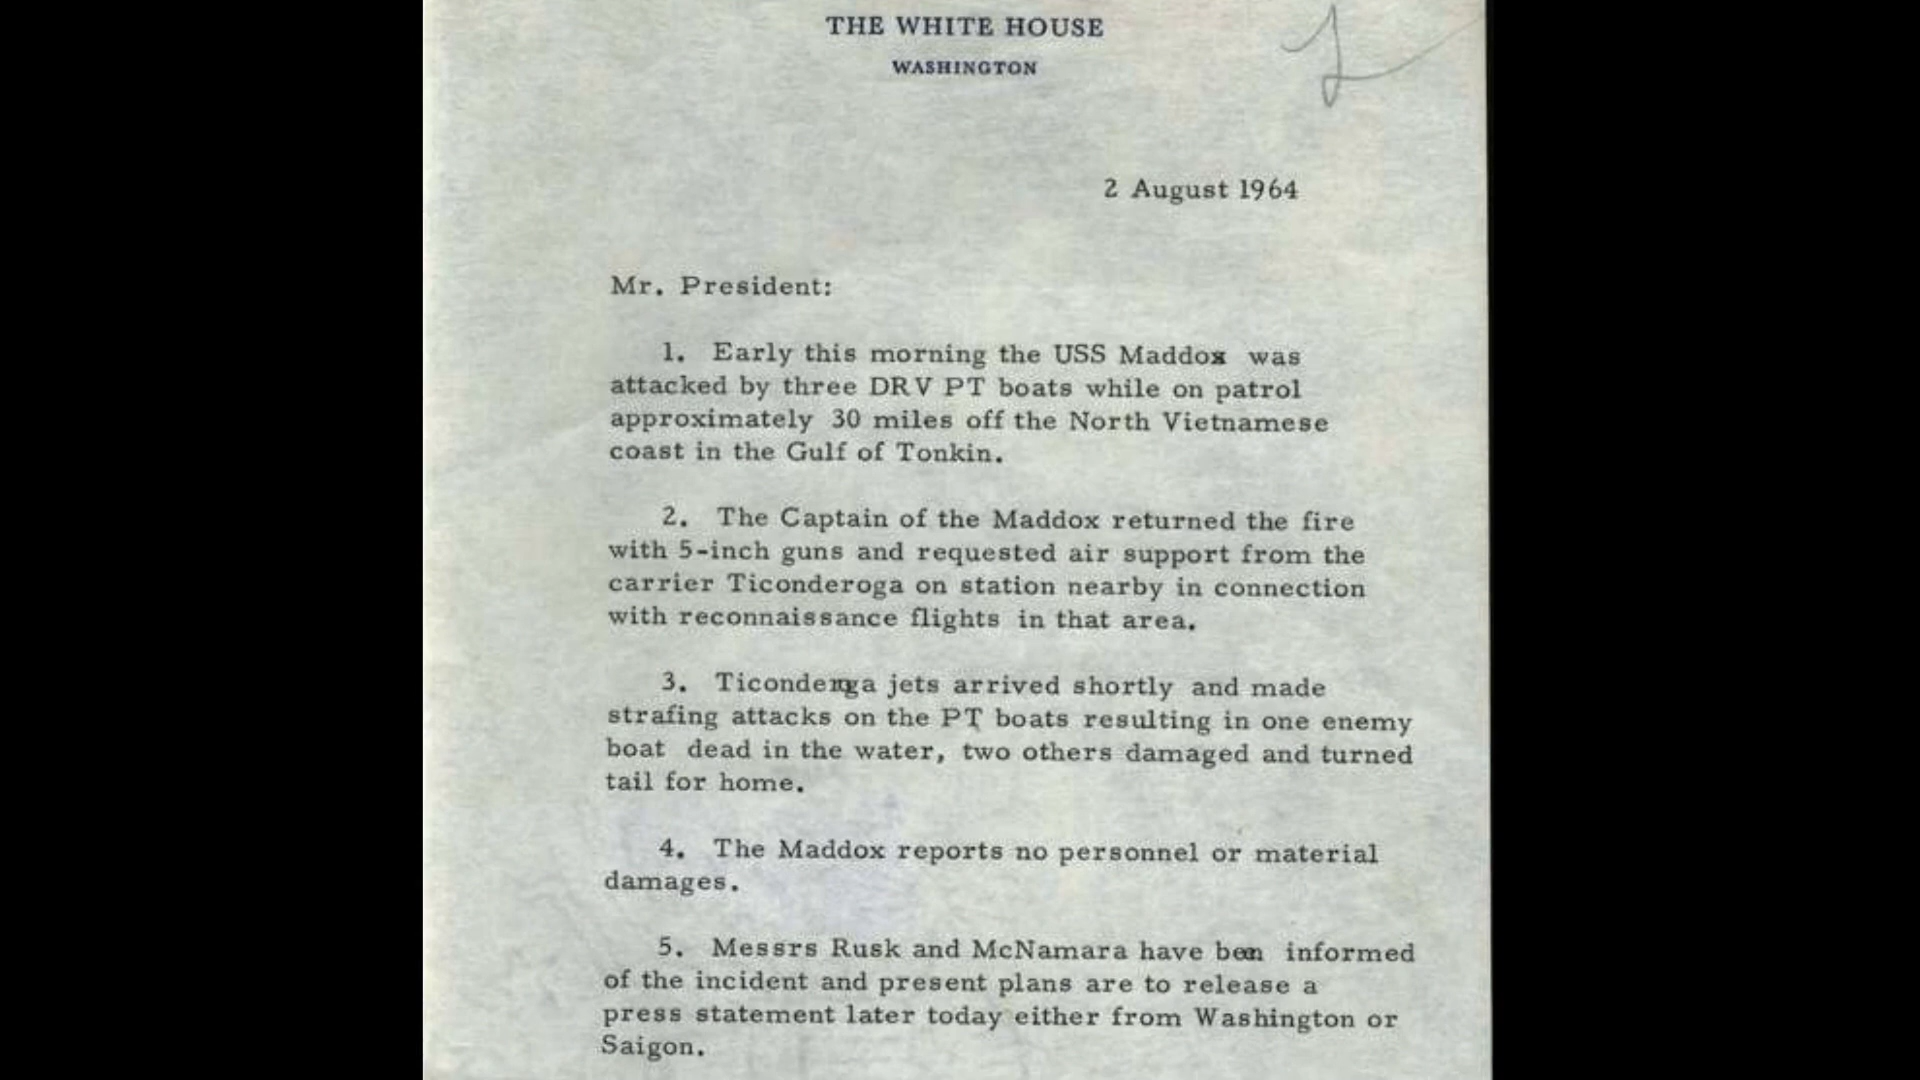 THE WHITE HOUSE
WASHINGTON
2 August 1964
Mr. President:
1. Early this morning the USS Maddox was
attacked by three DRV PT boats while on patrol
approximately 30 miles off the North Vietnamese
coast in the Gulf of Tonkin.
2. The Captain of the Maddox returned the fire
with 5-inch guns and requested air support from the
carrier Ticonderoga on station nearby in connection
with reconnaissance flights in that area.
3. Ticonderoga jets arrived shortly and made
strafing attacks on the PT boats resulting in one enemy
boat dead in the water, two others damaged and turned
tail for home.
4. The Maddox reports no personnel or material
damages.
5. Messrs Rusk and McNamara have been informed
of the incident and present plans are to release a
press statement later today either from Washington or
Saigon.